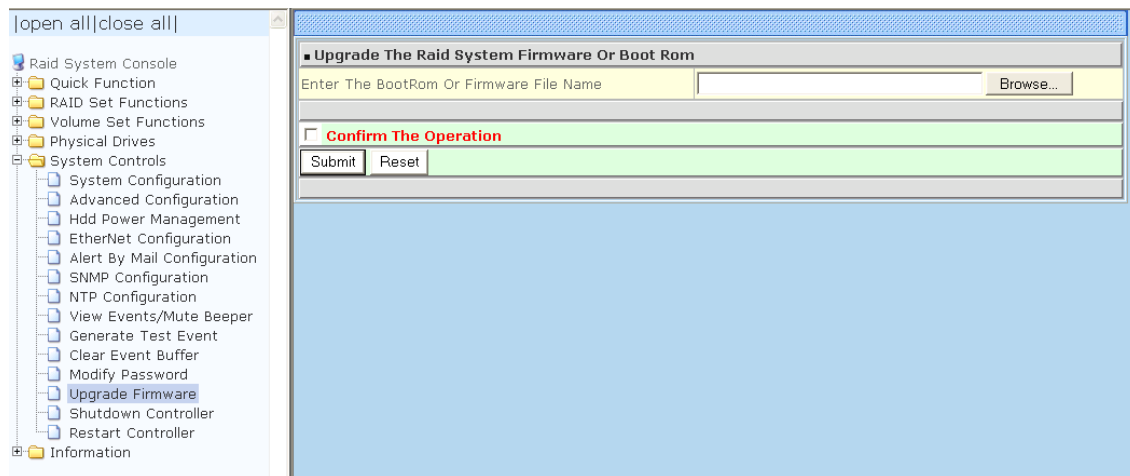 |open all|close all|
Raid System Console
Quick Function
RAID Set Functions
Volume Set Functions
Physical Drives
System Controls
System Configuration
Advanced Configuration
Hdd Power Management
EtherNet Configuration
Alert By Mail Configuration
SNMP Configuration
NTP Configuration
View Events/Mute Beeper
Generate Test Event
Clear Event Buffer
Modify Password
Upgrade Firmware
Shutdown Controller
Restart Controller
Information
Upgrade The Raid System Firmware Or Boot Rom
Enter The BootRom Or Firmware File Name
Browse...
Confirm The Operation
Submit Reset